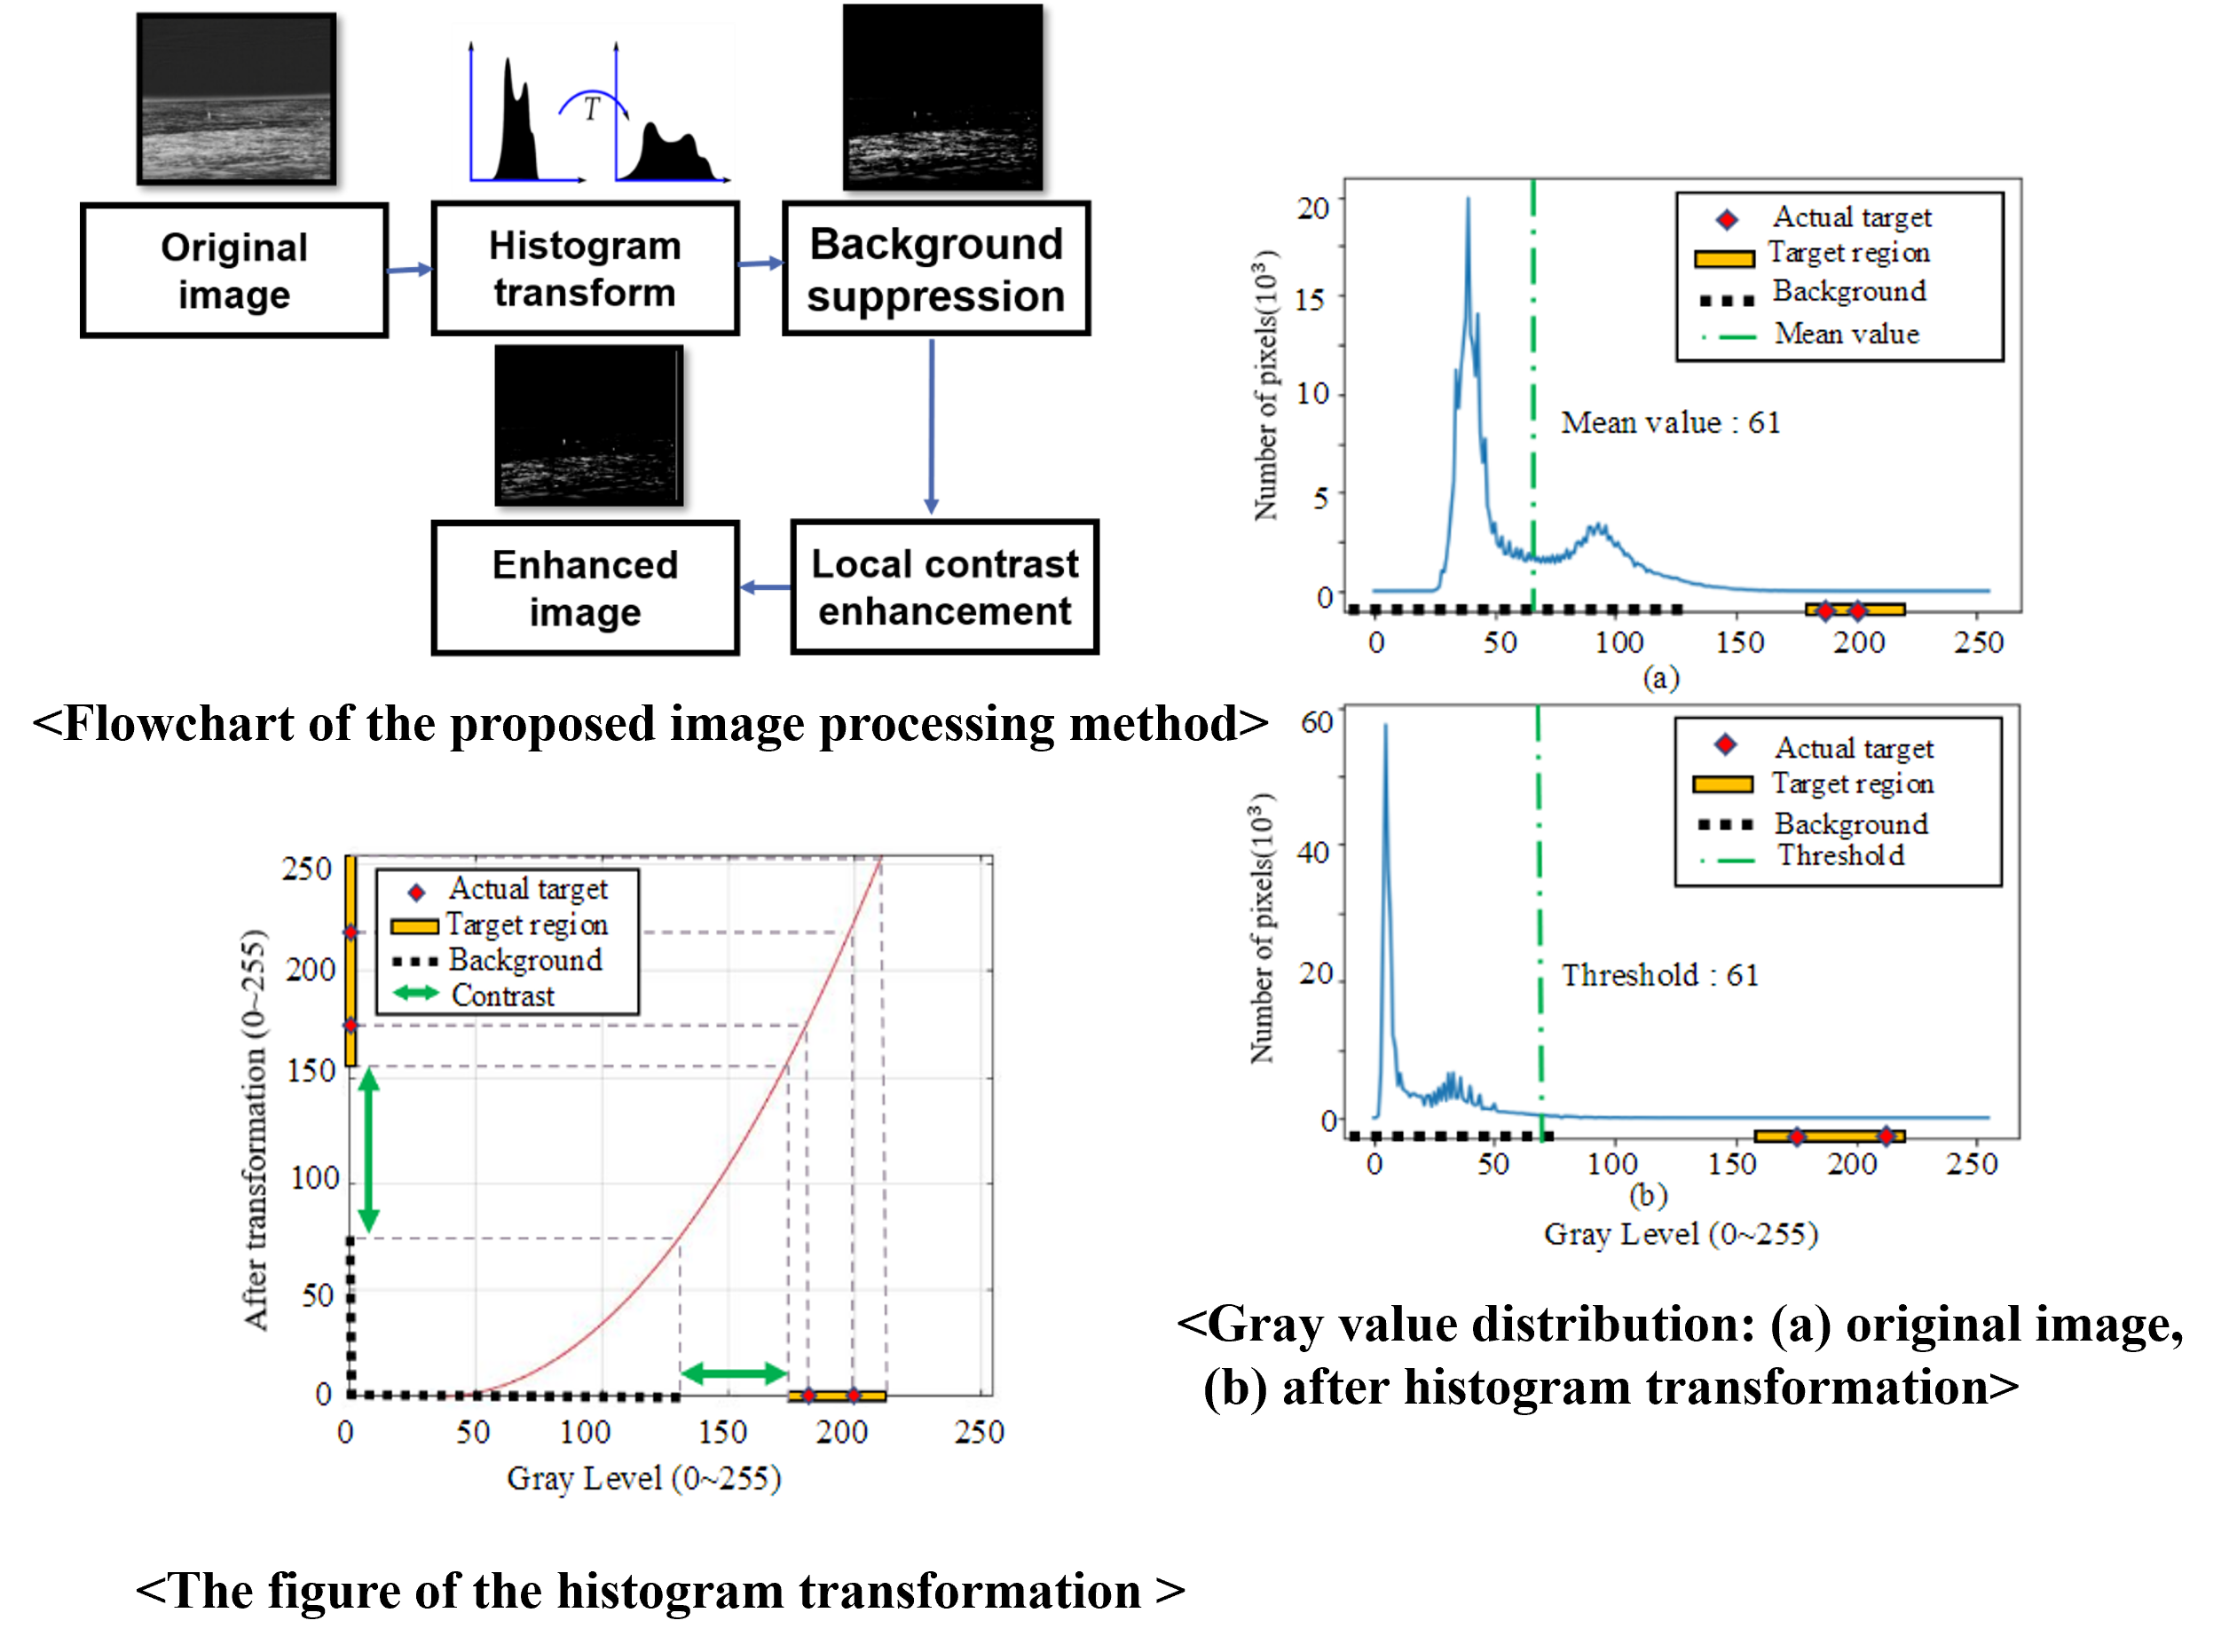 T
Original
image
Histogram
transform
Background
suppression
Enhanced
image
Local contrast
enhancement
<Flowchart of the proposed image processing method>
20
15
10
5
0
Number of pixels(10³)
Actual target
Target region
Background
Mean value
Mean value : 61
0 50 100 150 200 250
(a)
60
40
20
0
Number of pixels(10³)
Actual target
Target region
Background
Threshold
Threshold : 61
0 50 100 150 200 250
(b)
Gray Level (0~255)
<Gray value distribution: (a) original image,
(b) after histogram transformation>
250
200
150
100
50
0
After transformation (0~255)
Actual target
Target region
Background
Contrast
0 50 100 150 200 250
Gray Level (0~255)
<The figure of the histogram transformation >